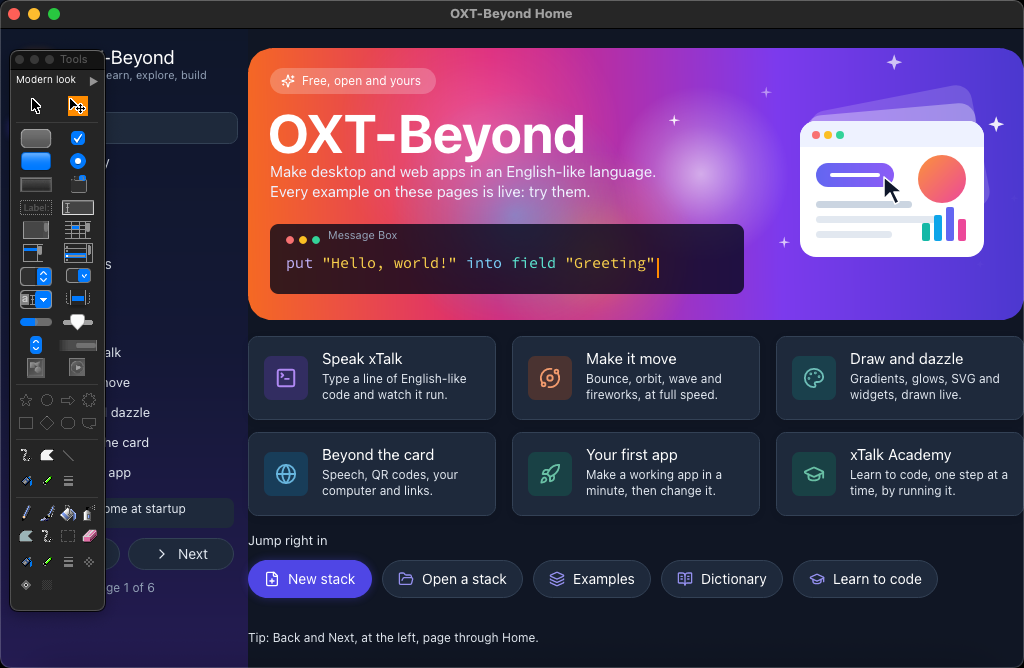 OXT-Beyond Home
Tools
Modern look
Label:
-Beyond
earn, explore, build
y
s
alk
nove
dazzle
he card
app
ome at startup
Next
ge 1 of 6
Free, open and yours
OXT-Beyond
Make desktop and web apps in an English-like language.
Every example on these pages is live: try them.
Message Box
put "Hello, world!" into field "Greeting"
Speak xTalk
Type a line of English-like
code and watch it run.
Make it move
Bounce, orbit, wave and
fireworks, at full speed.
Draw and dazzle
Gradients, glows, SVG and
widgets, drawn live.
Beyond the card
Speech, QR codes, your
computer and links.
Your first app
Make a working app in a
minute, then change it.
xTalk Academy
Learn to code, one step at a
time, by running it.
Jump right in
New stack
Open a stack
Examples
Dictionary
Learn to code
Tip: Back and Next, at the left, page through Home.